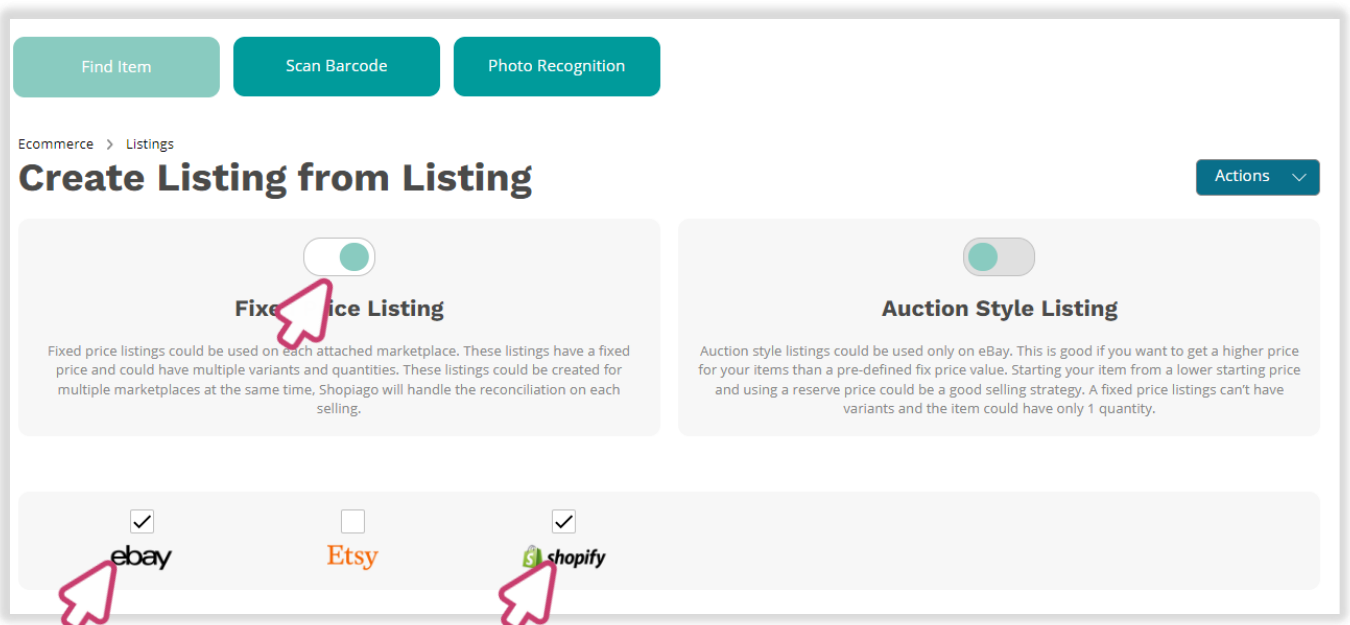 Find Item
Scan Barcode
Photo Recognition
Ecommerce > Listings
Create Listing from Listing
Actions
Fixe ice Listing
Fixed price listings could be used on each attached marketplace. These listings have a fixed
price and could have multiple variants and quantities. These listings could be created for
multiple marketplaces at the same time, Shopiago will handle the reconciliation on each
selling.
Auction Style Listing
Auction style listings could be used only on eBay. This is good if you want to get a higher price
for your items than a pre-defined fix price value. Starting your item from a lower starting price
and using a reserve price could be a good selling strategy. A fixed price listings can't have
variants and the item could have only 1 quantity.
ebay
Etsy
shopify